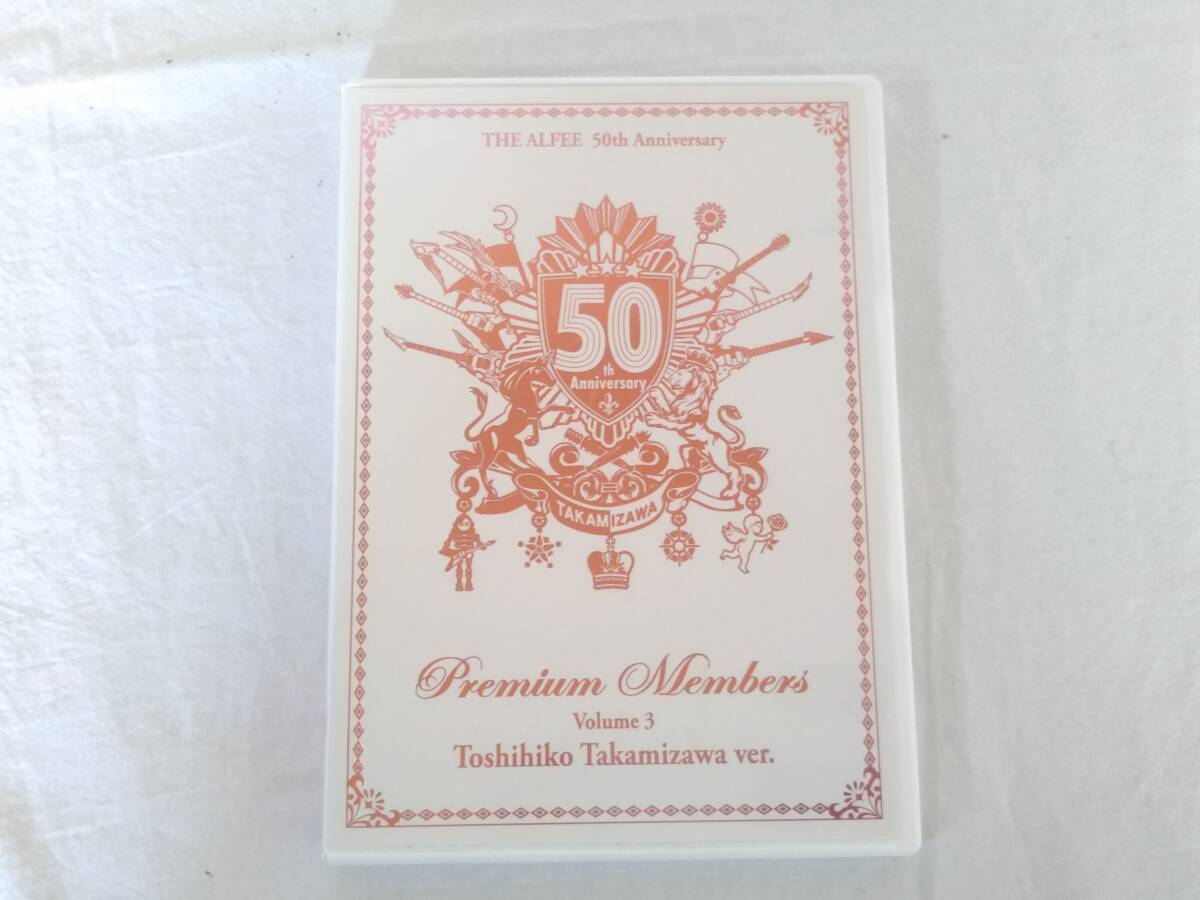 THE ALFEE 50th Anniversary
50
th
Anniversary
TAKAMIZAWA
Premium Members
Volume 3
Toshihiko Takamizawa ver.